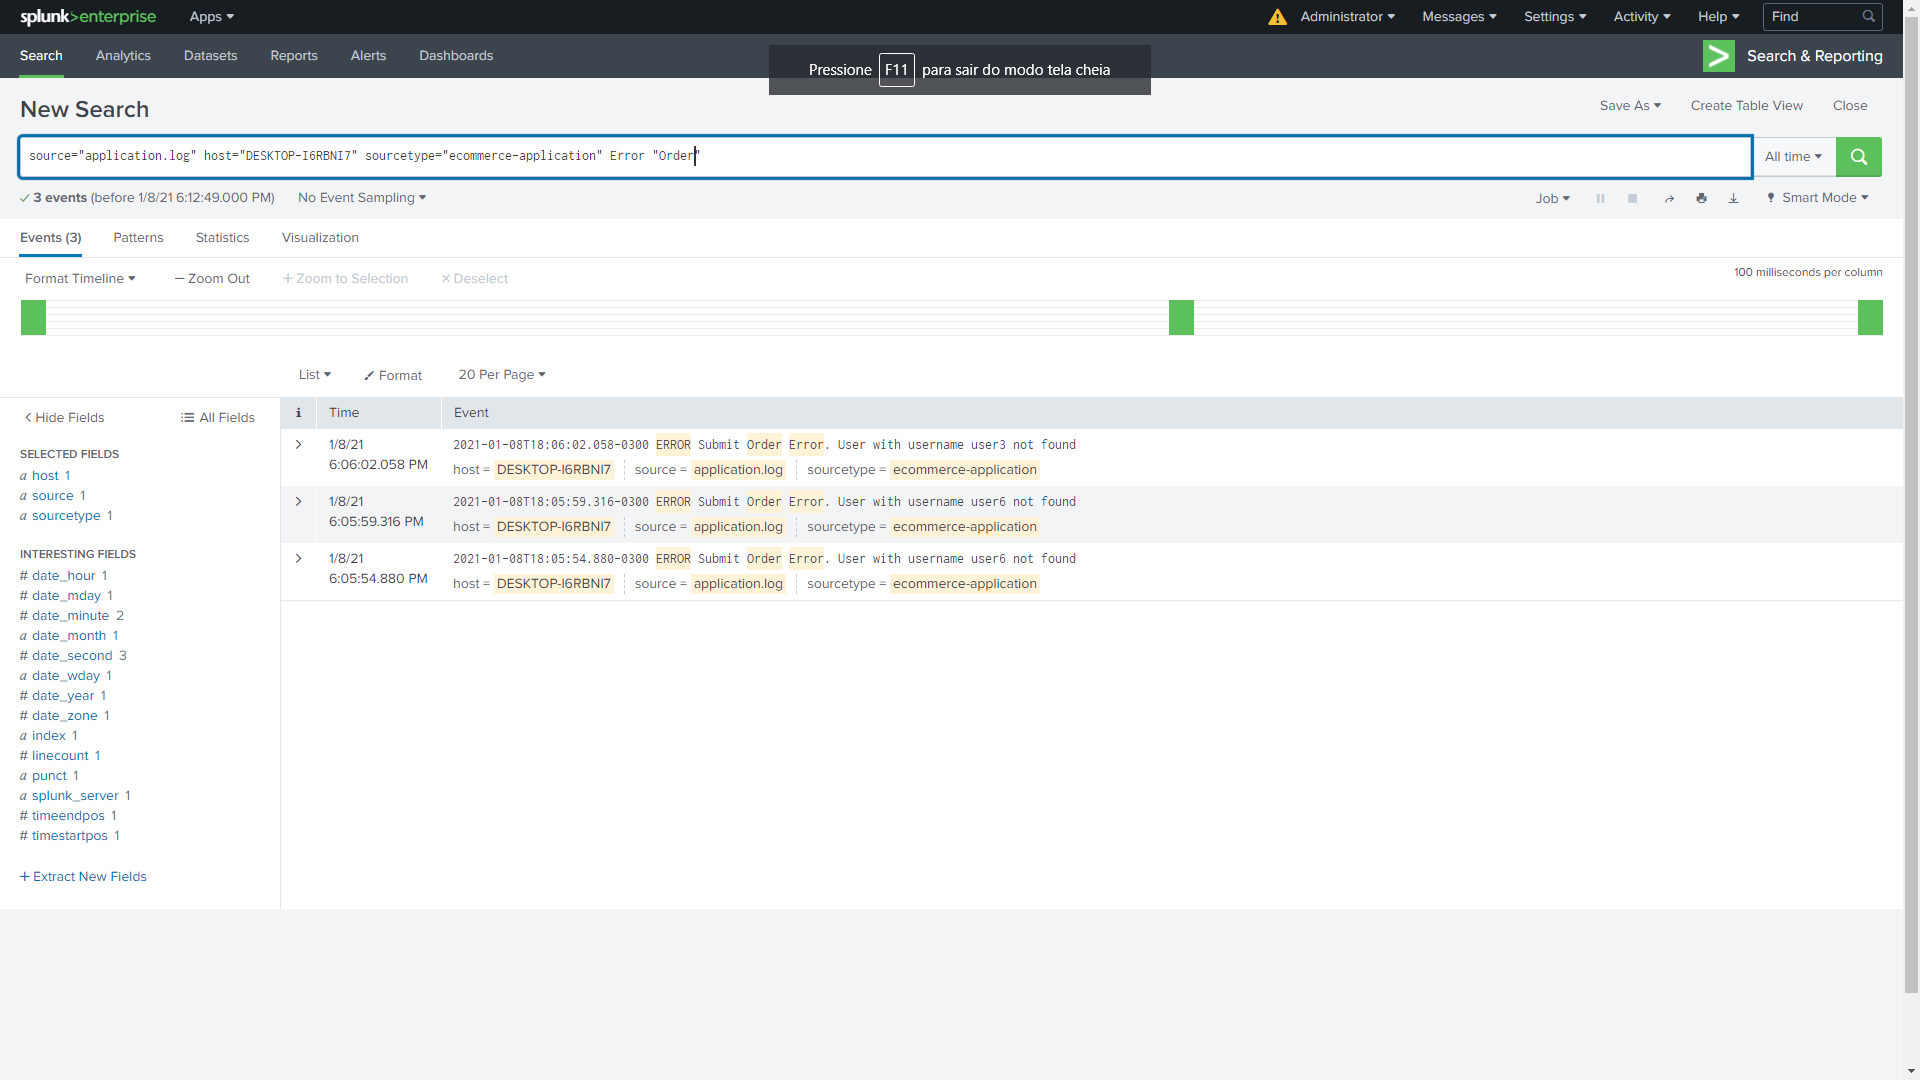 splunk>enterprise Apps Administrator Messages Settings Activity Help Find
Search Analytics Datasets Reports Alerts Dashboards Search & Reporting
Pressione F11 para sair do modo tela cheia
New Search Save As Create Table View Close
source="application.log" host="DESKTOP-I6RBNI7" sourcetype="ecommerce-application" Error "Order" All time
3 events (before 1/8/21 6:12:49.000 PM) No Event Sampling Job Smart Mode
Events (3) Patterns Statistics Visualization
Format Timeline — Zoom Out + Zoom to Selection × Deselect 100 milliseconds per column
List Format 20 Per Page
< Hide Fields All Fields
i Time Event
SELECTED FIELDS
a host 1
a source 1
a sourcetype 1
INTERESTING FIELDS
# date_hour 1
# date_mday 1
# date_minute 2
a date_month 1
# date_second 3
a date_wday 1
# date_year 1
# date_zone 1
a index 1
# linecount 1
a punct 1
a splunk_server 1
# timeendpos 1
# timestartpos 1
+ Extract New Fields
> 1/8/21 2021-01-08T18:06:02.058-0300 ERROR Submit Order Error. User with username user3 not found
6:06:02.058 PM host = DESKTOP-I6RBNI7 source = application.log sourcetype = ecommerce-application
> 1/8/21 2021-01-08T18:05:59.316-0300 ERROR Submit Order Error. User with username user6 not found
6:05:59.316 PM host = DESKTOP-I6RBNI7 source = application.log sourcetype = ecommerce-application
> 1/8/21 2021-01-08T18:05:54.880-0300 ERROR Submit Order Error. User with username user6 not found
6:05:54.880 PM host = DESKTOP-I6RBNI7 source = application.log sourcetype = ecommerce-application